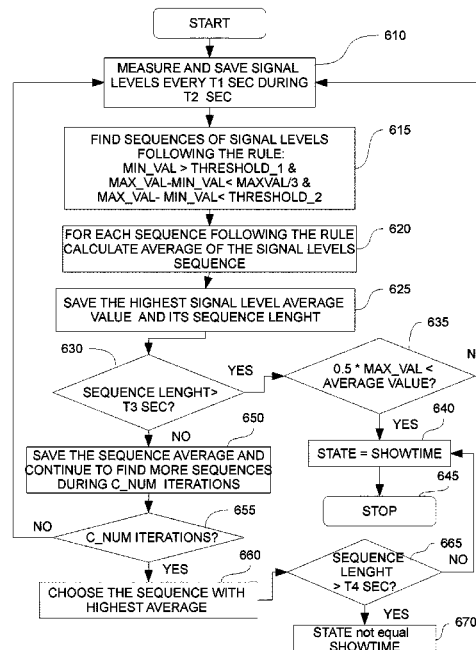 START
610
MEASURE AND SAVE SIGNAL
LEVELS EVERY T1 SEC DURING
T2 SEC
615
FIND SEQUENCES OF SIGNAL LEVELS
FOLLOWING THE RULE:
MIN_VAL > THRESHOLD_1 &
MAX_VAL-MIN_VAL< MAXVAL/3 &
MAX_VAL- MIN_VAL< THRESHOLD_2
620
FOR EACH SEQUENCE FOLLOWING THE RULE
CALCULATE AVERAGE OF THE SIGNAL LEVELS
SEQUENCE
625
SAVE THE HIGHEST SIGNAL LEVEL AVERAGE
VALUE AND ITS SEQUENCE LENGHT
630
SEQUENCE LENGHT>
T3 SEC?
YES
635
0.5 * MAX_VAL <
AVERAGE VALUE?
N
YES
640
STATE = SHOWTIME
645
STOP
NO
650
SAVE THE SEQUENCE AVERAGE AND
CONTINUE TO FIND MORE SEQUENCES
DURING C_NUM ITERATIONS
655
NO
C_NUM ITERATIONS?
YES
660
CHOOSE THE SEQUENCE WITH
HIGHEST AVERAGE
665
SEQUENCE
LENGHT
> T4 SEC?
NO
YES
670
STATE not equal
SHOWTIME